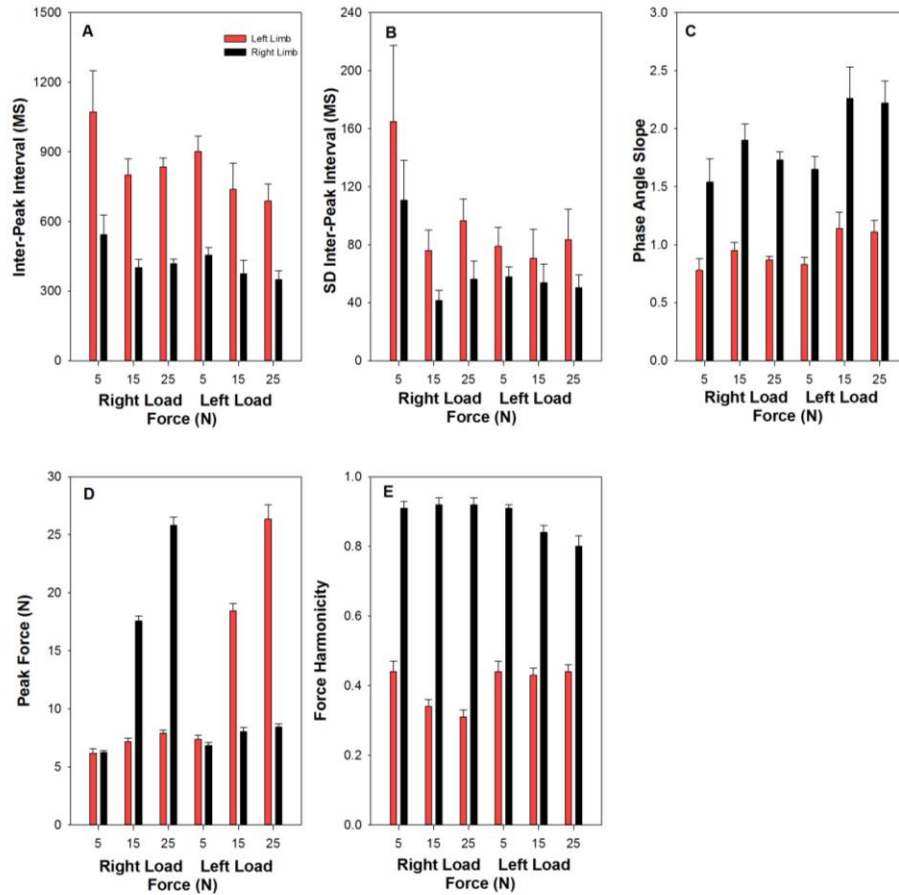 A
Left Limb
Right Limb
Inter-Peak Interval (MS)
1500
1200
900
600
300
0
5 15 25 5 15 25
Right Load Left Load
Force (N)
B
SD Inter-Peak Interval (MS)
240
200
160
120
80
40
0
5 15 25 5 15 25
Right Load Left Load
Force (N)
C
Phase Angle Slope
3.0
2.5
2.0
1.5
1.0
0.5
0.0
5 15 25 5 15 25
Right Load Left Load
Force (N)
D
Peak Force (N)
30
25
20
15
10
5
0
5 15 25 5 15 25
Right Load Left Load
Force (N)
E
Force Harmonicity
1.0
0.8
0.6
0.4
0.2
0.0
5 15 25 5 15 25
Right Load Left Load
Force (N)